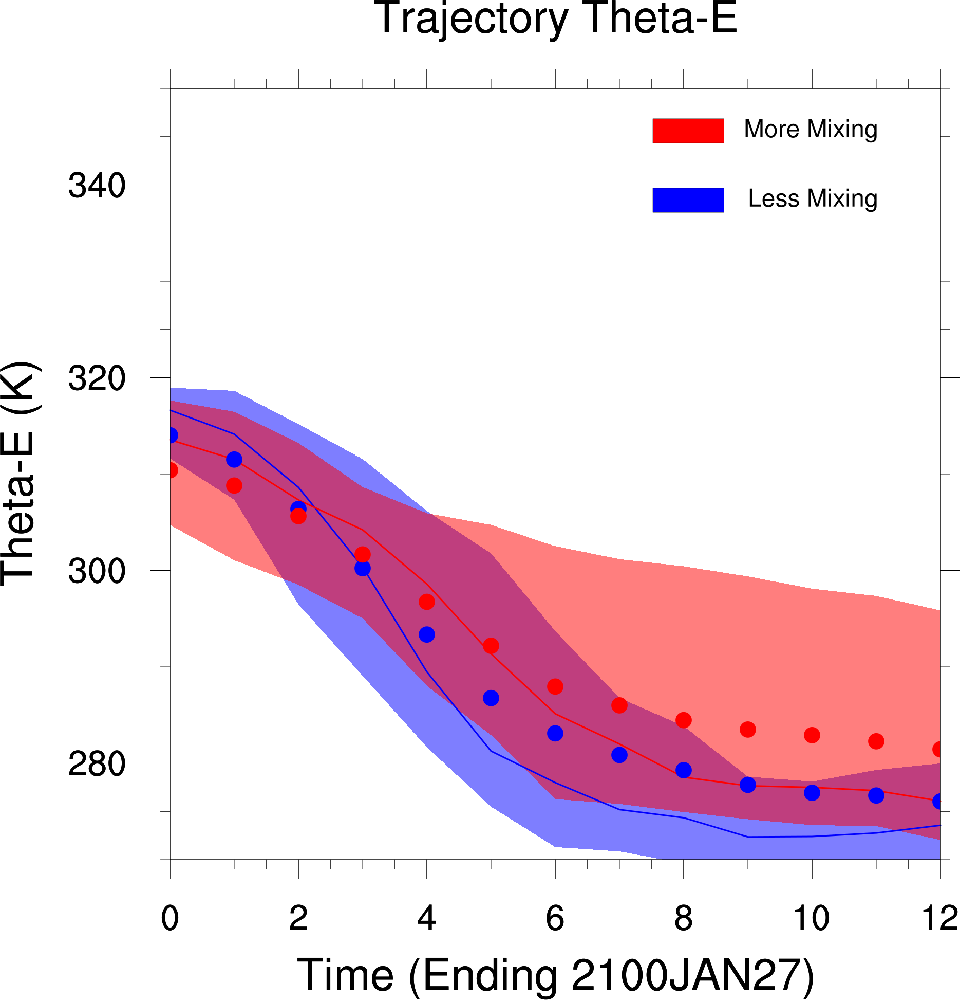 Trajectory Theta-E
More Mixing
Less Mixing
Theta-E (K)
340
320
300
280
0 2 4 6 8 10 12
Time (Ending 2100JAN27)